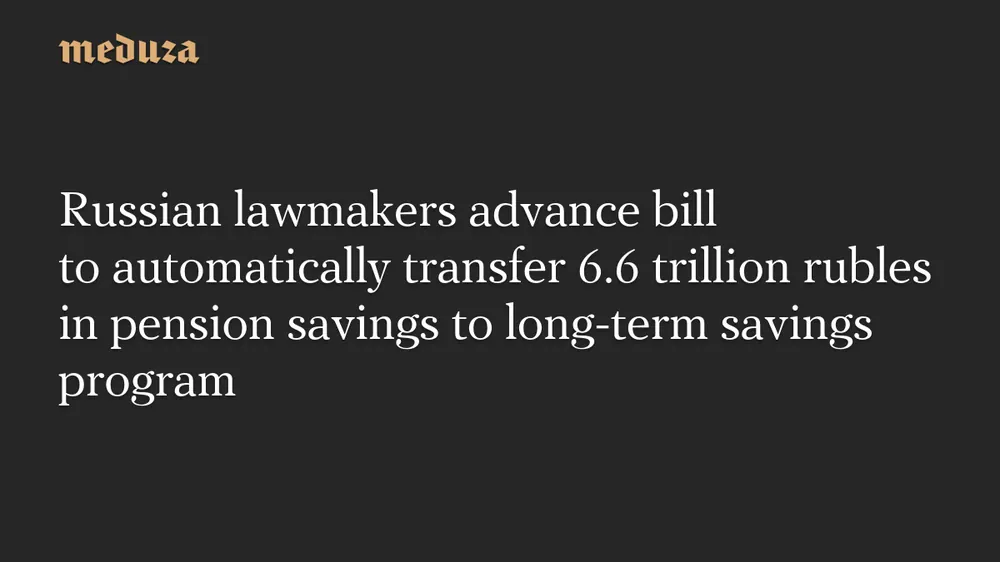 meduza
Russian lawmakers advance bill
to automatically transfer 6.6 trillion rubles
in pension savings to long-term savings
program